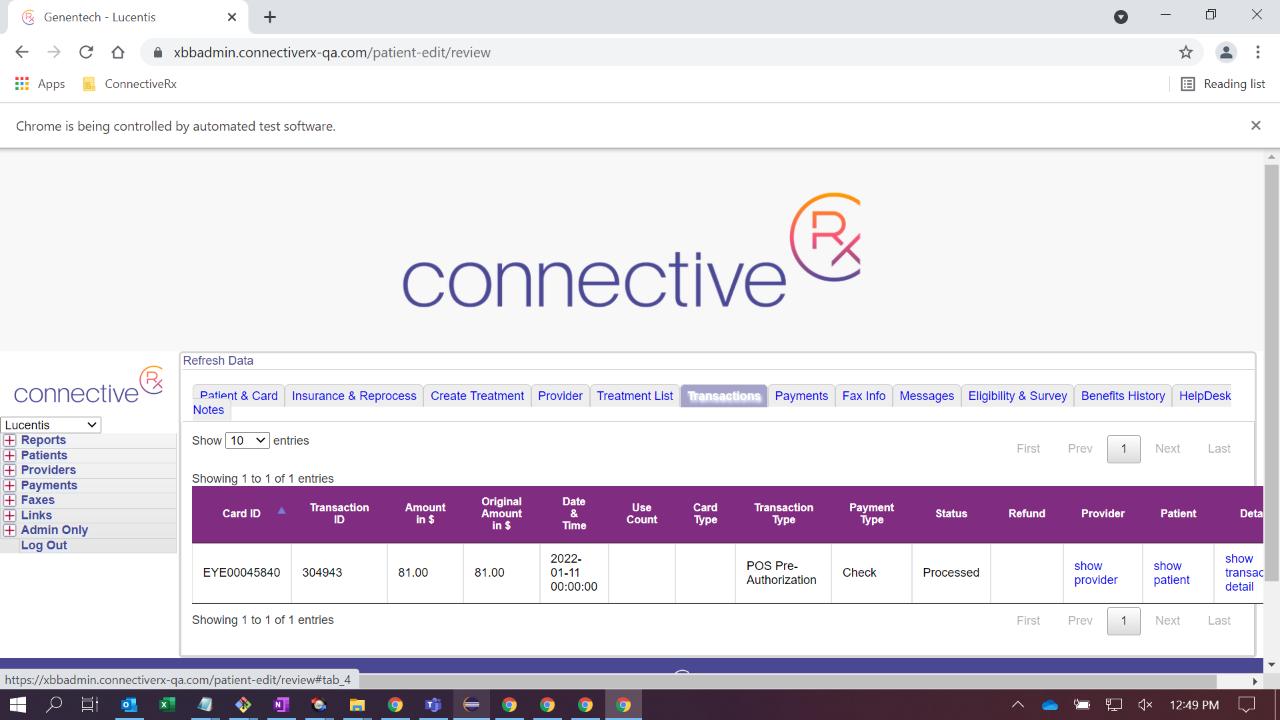 Genentech - Lucentis
xbbadmin.connectiverx-qa.com/patient-edit/review
Apps
ConnectiveRx
Reading list
Chrome is being controlled by automated test software.
connective Rx
connective Rx
Lucentis
Reports
Patients
Providers
Payments
Faxes
Links
Admin Only
Log Out
Refresh Data
Patient & Card Insurance & Reprocess Create Treatment Provider Treatment List Transactions Payments Fax Info Messages Eligibility & Survey Benefits History HelpDesk
Notes
Show 10 entries
First Prev 1 Next Last
Showing 1 to 1 of 1 entries
Card ID Transaction ID Amount in $ Original Amount in $ Date & Time Use Count Card Type Transaction Type Payment Type Status Refund Provider Patient
EYE00045840 304943 81.00 81.00 2022-01-11 00:00:00 POS Pre-Authorization Check Processed show provider show patient show detail
Showing 1 to 1 of 1 entries
First Prev 1 Next Last
https://xbbadmin.connectiverx-qa.com/patient-edit/review#tab_4
12:49 PM